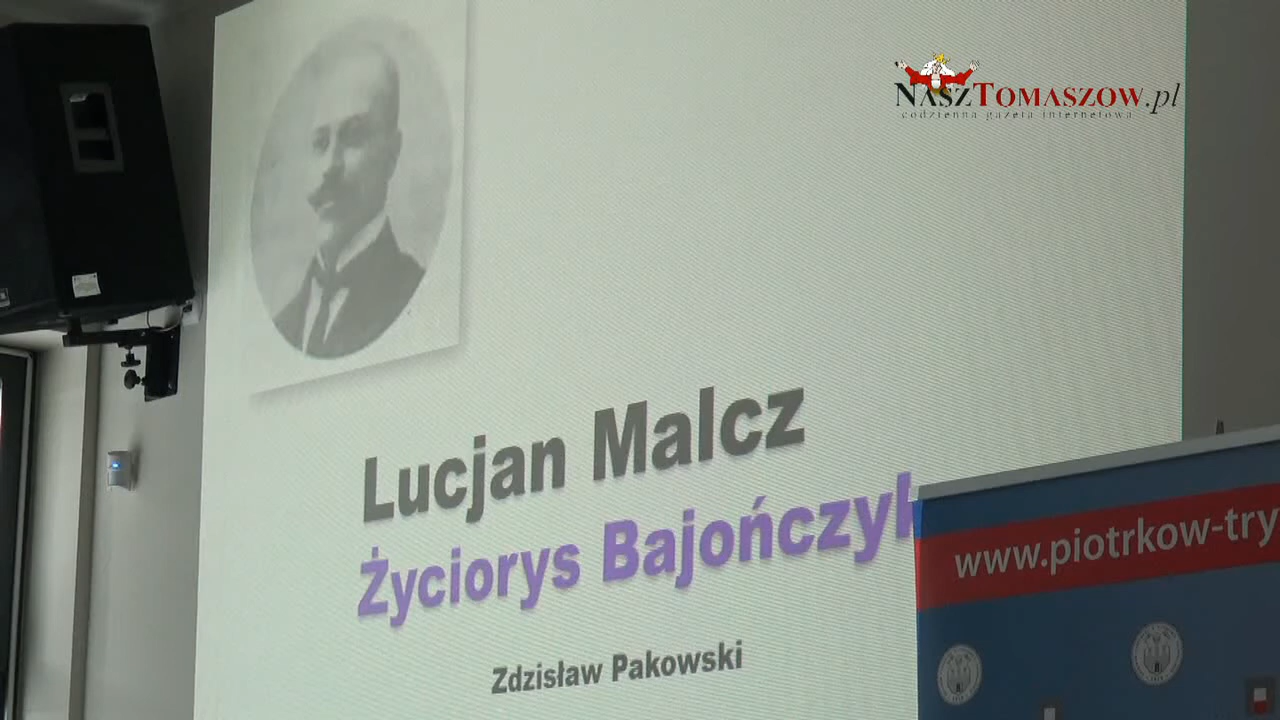 NaszTomaszow.pl
codzienna gazeta internetowa
Lucjan Malcz
Życiorys Bajończyk
Zdzisław Pakowski
www.piotrkow-try